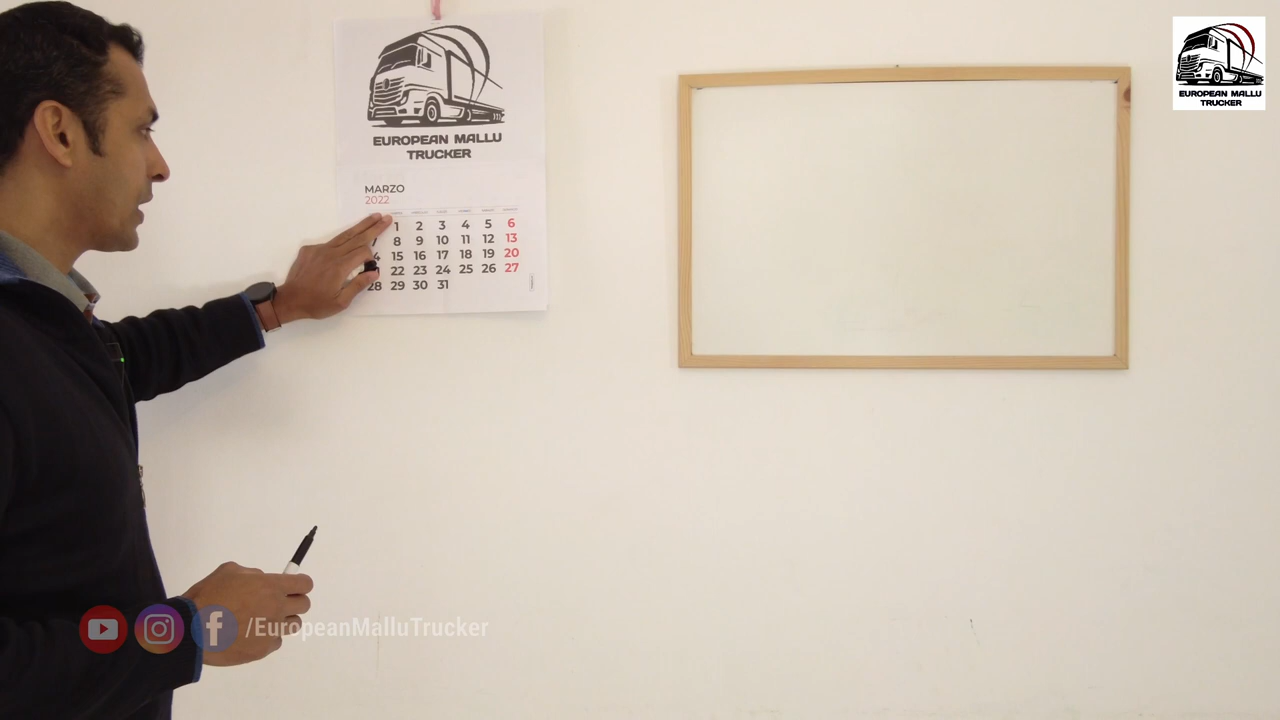 EUROPEAN MALLU
TRUCKER
MARZO
2022
1 2 3 4 5 6
7 8 9 10 11 12 13
15 16 17 18 19 20
22 23 24 25 26 27
28 29 30 31
EUROPEAN MALLU
TRUCKER
/EuropeanMalluTrucker